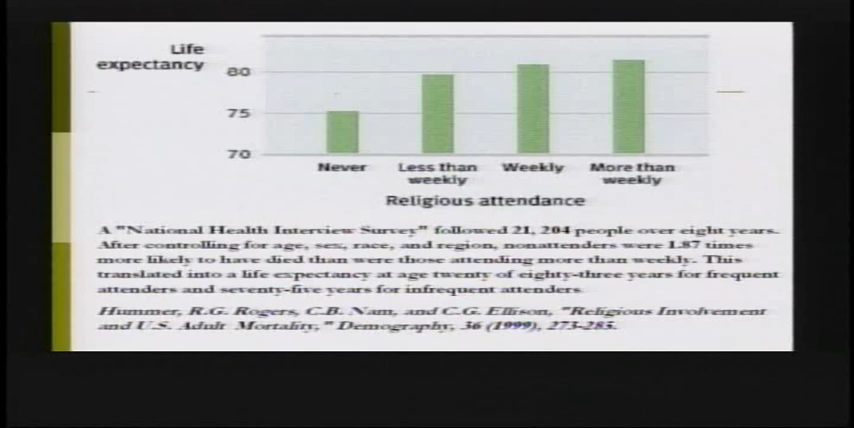 Life
expectancy
80
75
70
Never
Less than
weekly
Weekly
More than
weekly
Religious attendance
A "National Health Interview Survey" followed 21, 204 people over eight years.
After controlling for age, sex, race, and region, nonattenders were 1.87 times
more likely to have died than were those attending more than weekly. This
translated into a life expectancy at age twenty of eighty-three years for frequent
attenders and seventy-five years for infrequent attenders
Hummer, R.G. Rogers, C.B. Nam, and C.G. Ellison, "Religious Involvement
and U.S. Adult Mortality," Demography, 36 (1999), 273-285.